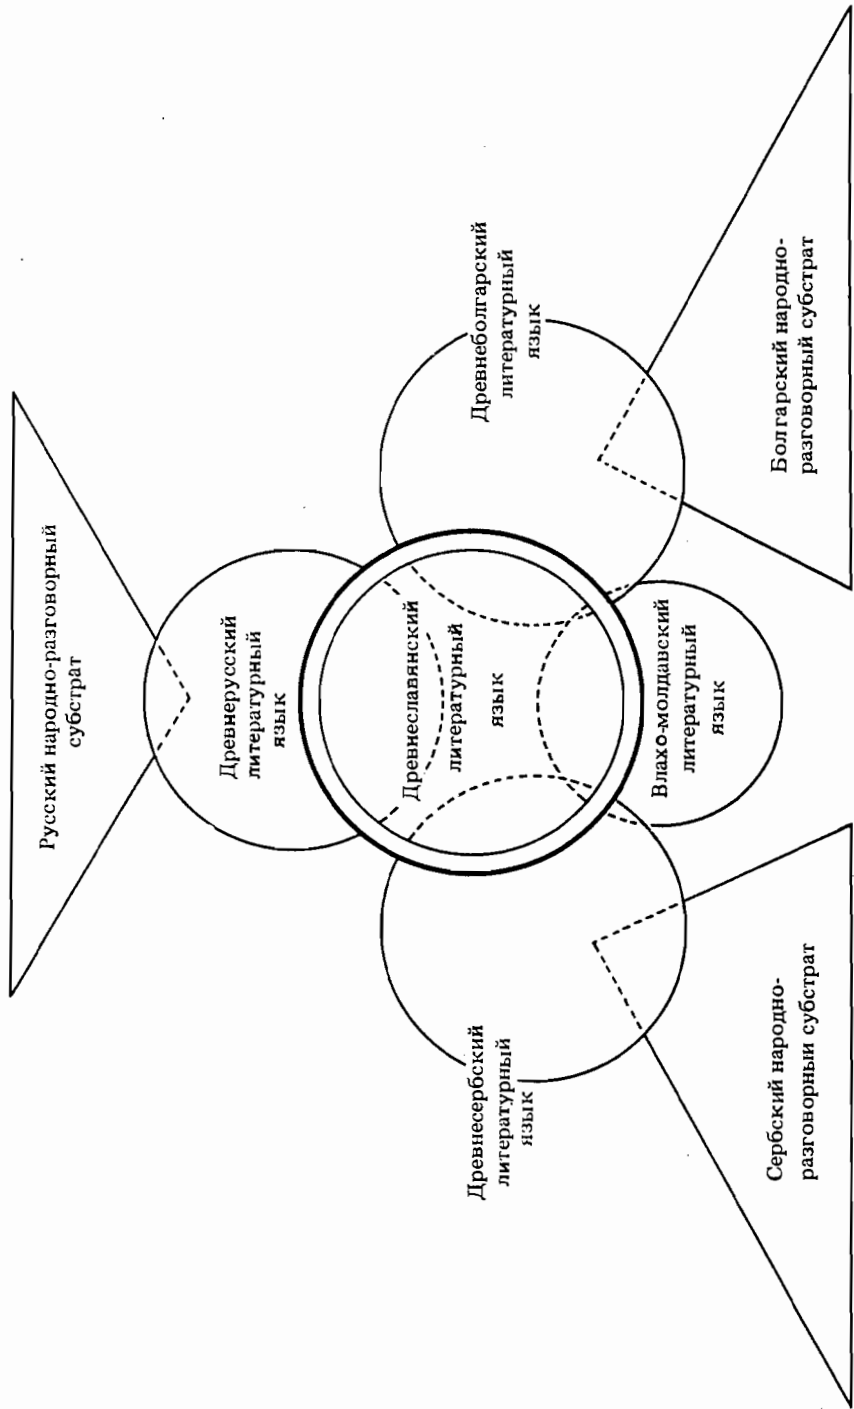 Русский народно-разговорный
субстрат
Древнерусский
литературный
язык
Древнесербский
литературный
язык
Древнеславянский
литературный
язык
Древнеболгарский
литературный
язык
Влахо-молдавский
литературный
язык
Сербский народно-
разговорный субстрат
Болгарский народно-
разговорный субстрат